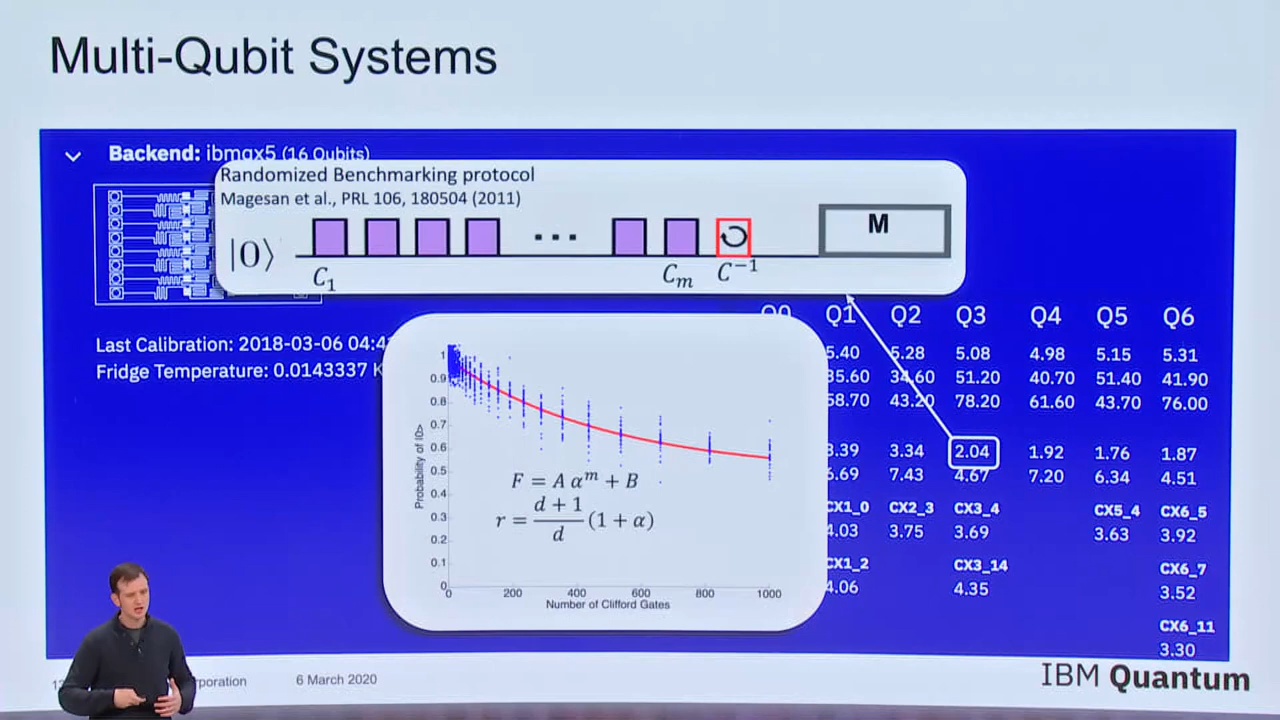 Multi-Qubit Systems
Backend: ibmqx5 (16 Qubits)
Randomized Benchmarking protocol
Magesan et al., PRL 106, 180504 (2011)
|0⟩ ... M
C₁ Cₘ C⁻¹
Last Calibration: 2018-03-06 04:4
Fridge Temperature: 0.0143337 K
Q0 Q1 Q2 Q3 Q4 Q5 Q6
5.40 5.28 5.08 4.98 5.15 5.31
35.60 34.60 51.20 40.70 51.40 41.90
58.70 43.20 78.20 61.60 43.70 76.00
3.39 3.34 2.04 1.92 1.76 1.87
6.69 7.43 4.67 7.20 6.34 4.51
CX1_0 CX2_3 CX3_4 CX5_4 CX6_5
4.03 3.75 3.69 3.63 3.92
CX1_2 CX3_14 CX6_7
4.06 4.35 3.52
CX6_11
3.30
Probability of |0>
1
0.9
0.8
0.7
0.6
0.5
0.4
0.3
0.2
0.1
0
F = A αᵐ + B
r = (d + 1)/d (1 + α)
0 200 400 600 800 1000
Number of Clifford Gates
poration
6 March 2020
IBM Quantum